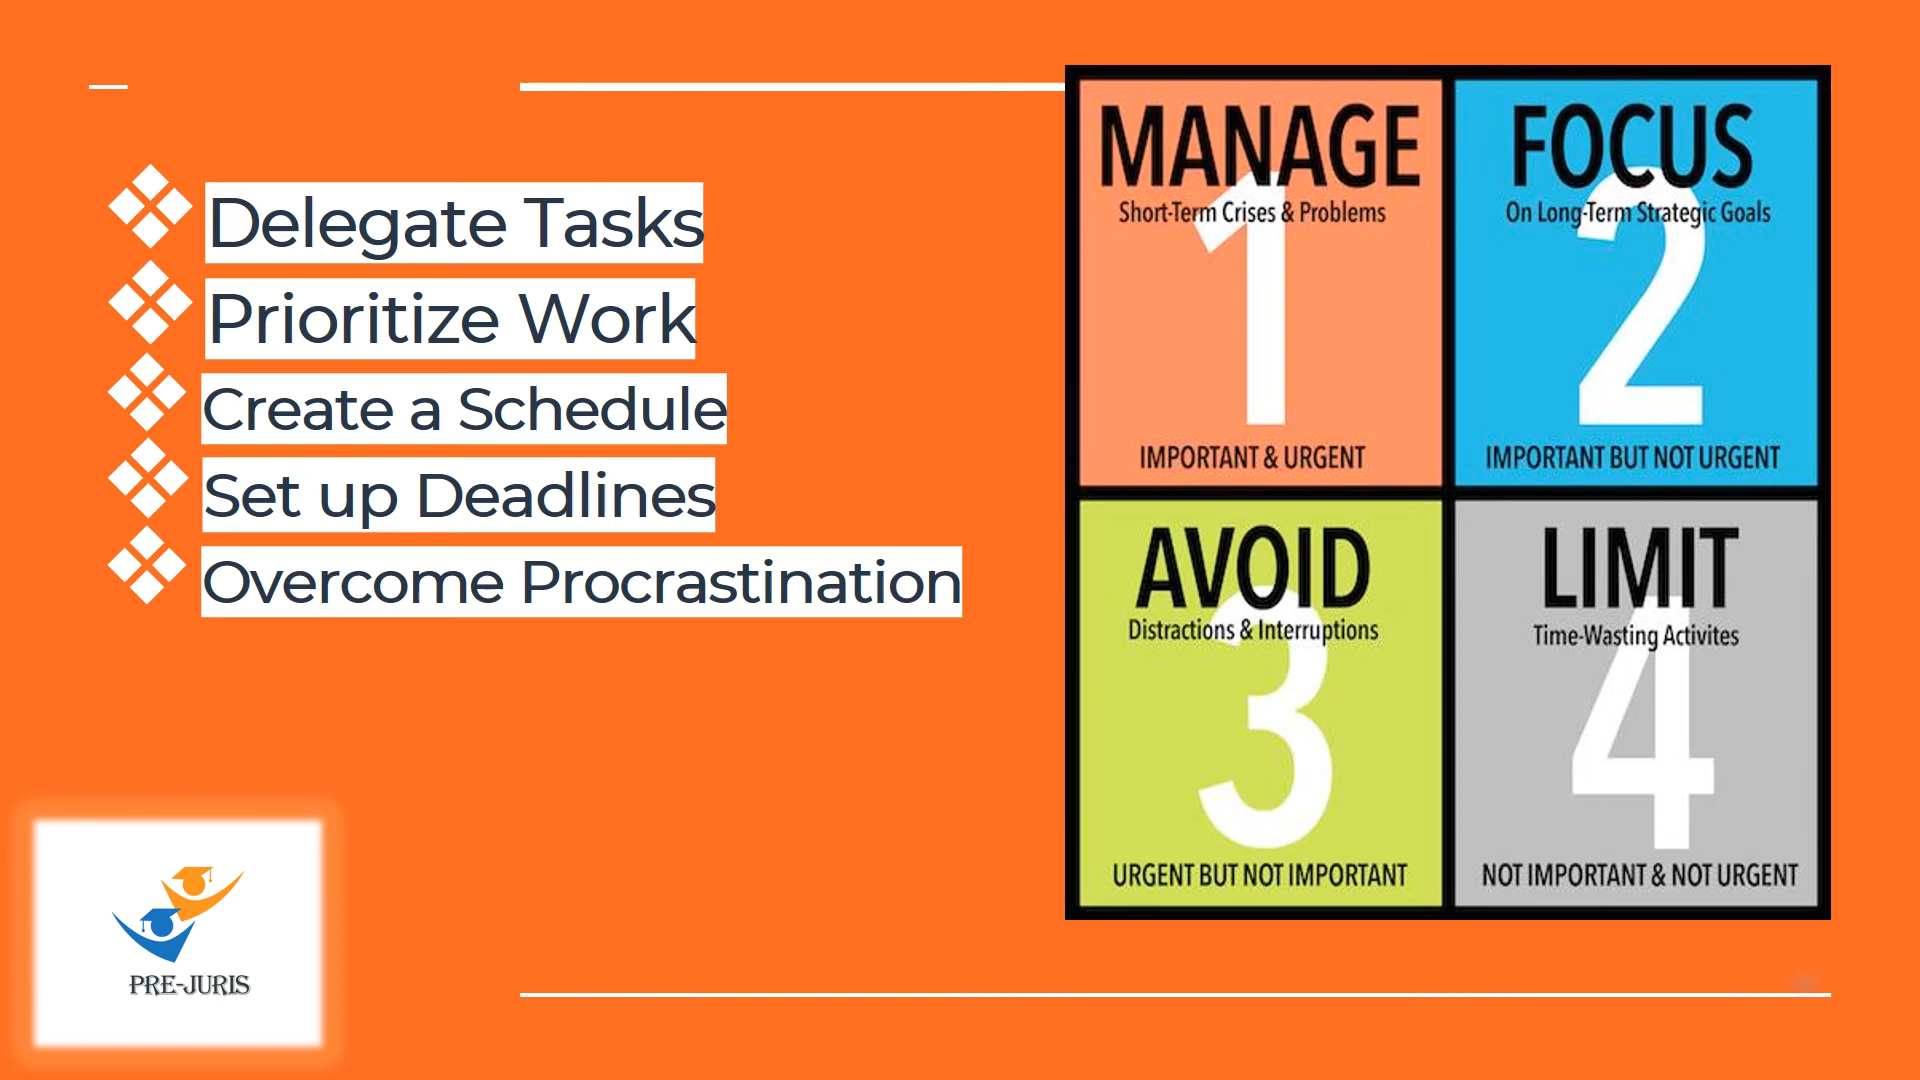 Delegate Tasks
Prioritize Work
Create a Schedule
Set up Deadlines
Overcome Procrastination
MANAGE
Short-Term Crises & Problems
1
IMPORTANT & URGENT
FOCUS
On Long-Term Strategic Goals
2
IMPORTANT BUT NOT URGENT
AVOID
Distractions & Interruptions
3
URGENT BUT NOT IMPORTANT
LIMIT
Time-Wasting Activites
4
NOT IMPORTANT & NOT URGENT
PRE-JURIS